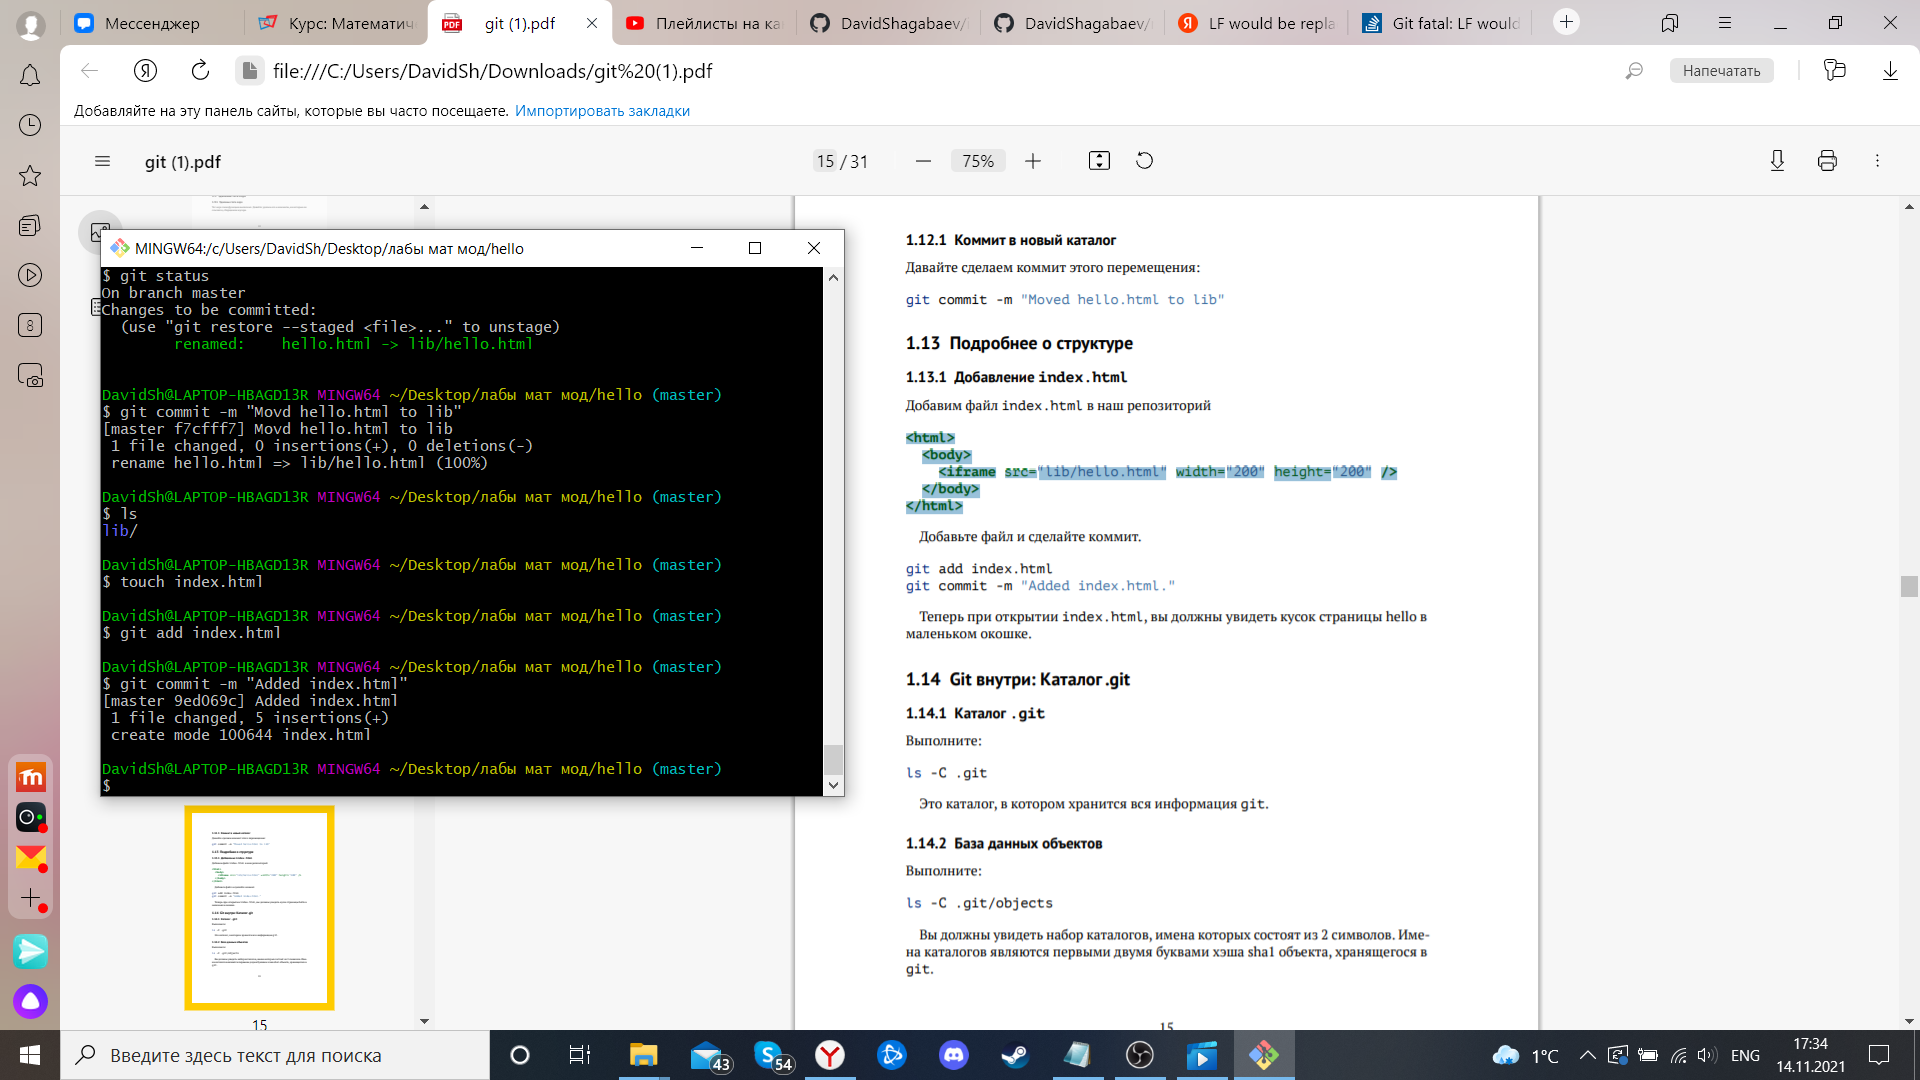 Мессенджер
Курс: Математич
git (1).pdf
Плейлисты на ка
DavidShagabaev/
DavidShagabaev/
LF would be repla
Git fatal: LF would
file:///C:/Users/DavidSh/Downloads/git%20(1).pdf
Напечатать
Добавляйте на эту панель сайты, которые вы часто посещаете. Импортировать закладки
git (1).pdf
15 / 31
75%
8
MINGW64:/c/Users/DavidSh/Desktop/лабы мат мод/hello
$ git status
On branch master
Changes to be committed:
(use "git restore --staged <file>..." to unstage)
renamed: hello.html -> lib/hello.html
DavidSh@LAPTOP-HBAGD13R MINGW64 ~/Desktop/лабы мат мод/hello (master)
$ git commit -m "Movd hello.html to lib"
[master f7cfff7] Movd hello.html to lib
1 file changed, 0 insertions(+), 0 deletions(-)
rename hello.html => lib/hello.html (100%)
DavidSh@LAPTOP-HBAGD13R MINGW64 ~/Desktop/лабы мат мод/hello (master)
$ ls
lib/
DavidSh@LAPTOP-HBAGD13R MINGW64 ~/Desktop/лабы мат мод/hello (master)
$ touch index.html
DavidSh@LAPTOP-HBAGD13R MINGW64 ~/Desktop/лабы мат мод/hello (master)
$ git add index.html
DavidSh@LAPTOP-HBAGD13R MINGW64 ~/Desktop/лабы мат мод/hello (master)
$ git commit -m "Added index.html"
[master 9ed069c] Added index.html
1 file changed, 5 insertions(+)
create mode 100644 index.html
DavidSh@LAPTOP-HBAGD13R MINGW64 ~/Desktop/лабы мат мод/hello (master)
$
15
1.12.1 Коммит в новый каталог
Давайте сделаем коммит этого перемещения:
git commit -m "Moved hello.html to lib"
1.13 Подробнее о структуре
1.13.1 Добавление index.html
Добавим файл index.html в наш репозиторий
<html>
<body>
<iframe src="lib/hello.html" width="200" height="200" />
</body>
</html>
Добавьте файл и сделайте коммит.
git add index.html
git commit -m "Added index.html."
Теперь при открытии index.html, вы должны увидеть кусок страницы hello в
маленьком окошке.
1.14 Git внутри: Каталог .git
1.14.1 Каталог .git
Выполните:
ls -C .git
Это каталог, в котором хранится вся информация git.
1.14.2 База данных объектов
Выполните:
ls -C .git/objects
Вы должны увидеть набор каталогов, имена которых состоят из 2 символов. Име-
на каталогов являются первыми двумя буквами хэша sha1 объекта, хранящегося в
git.
15
Введите здесь текст для поиска
43
54
1°C
ENG
17:34
14.11.2021